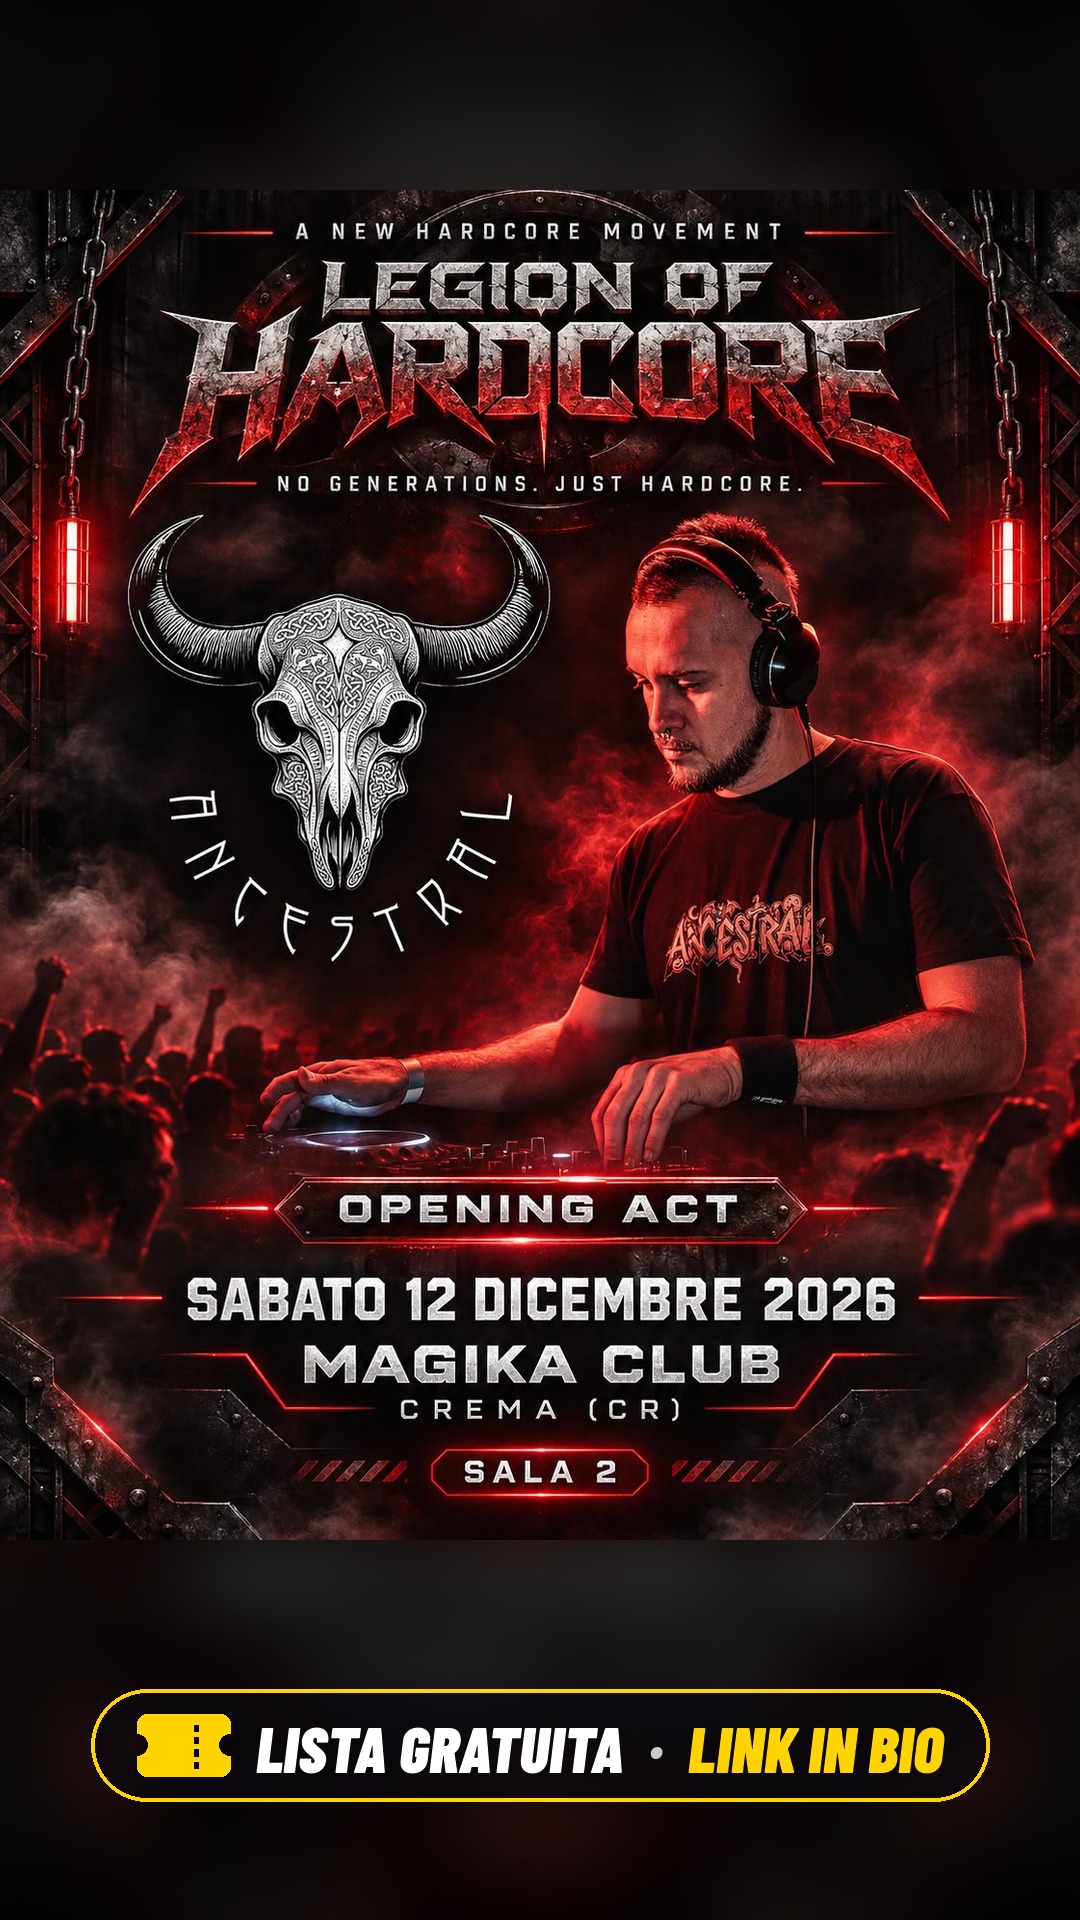 A NEW HARDCORE MOVEMENT
LEGION OF
HARDCORE
NO GENERATIONS. JUST HARDCORE.
ANCESTRAL
ANCESTRAL
OPENING ACT
SABATO 12 DICEMBRE 2026
MAGIKA CLUB
CREMA (CR)
SALA 2
LISTA GRATUITA · LINK IN BIO